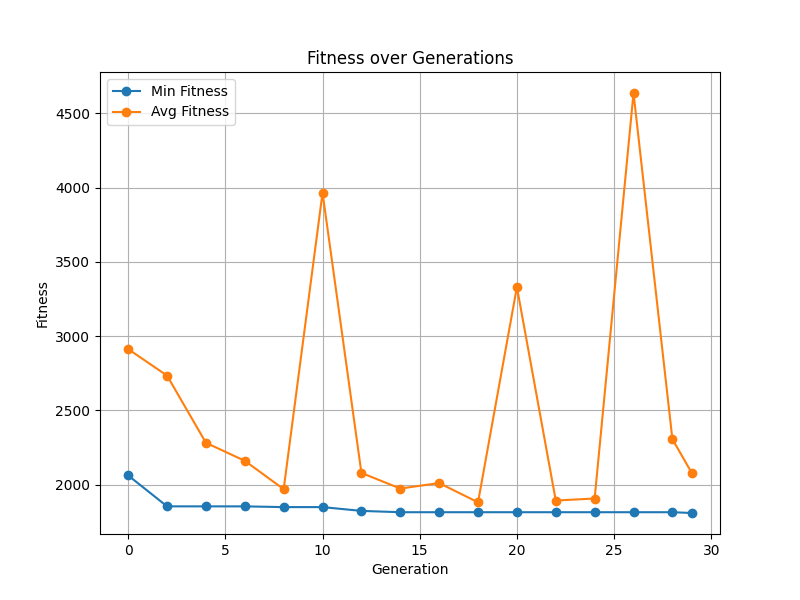 Fitness over Generations
Min Fitness
Avg Fitness
4500
4000
3500
3000
2500
2000
Fitness
0 5 10 15 20 25 30
Generation